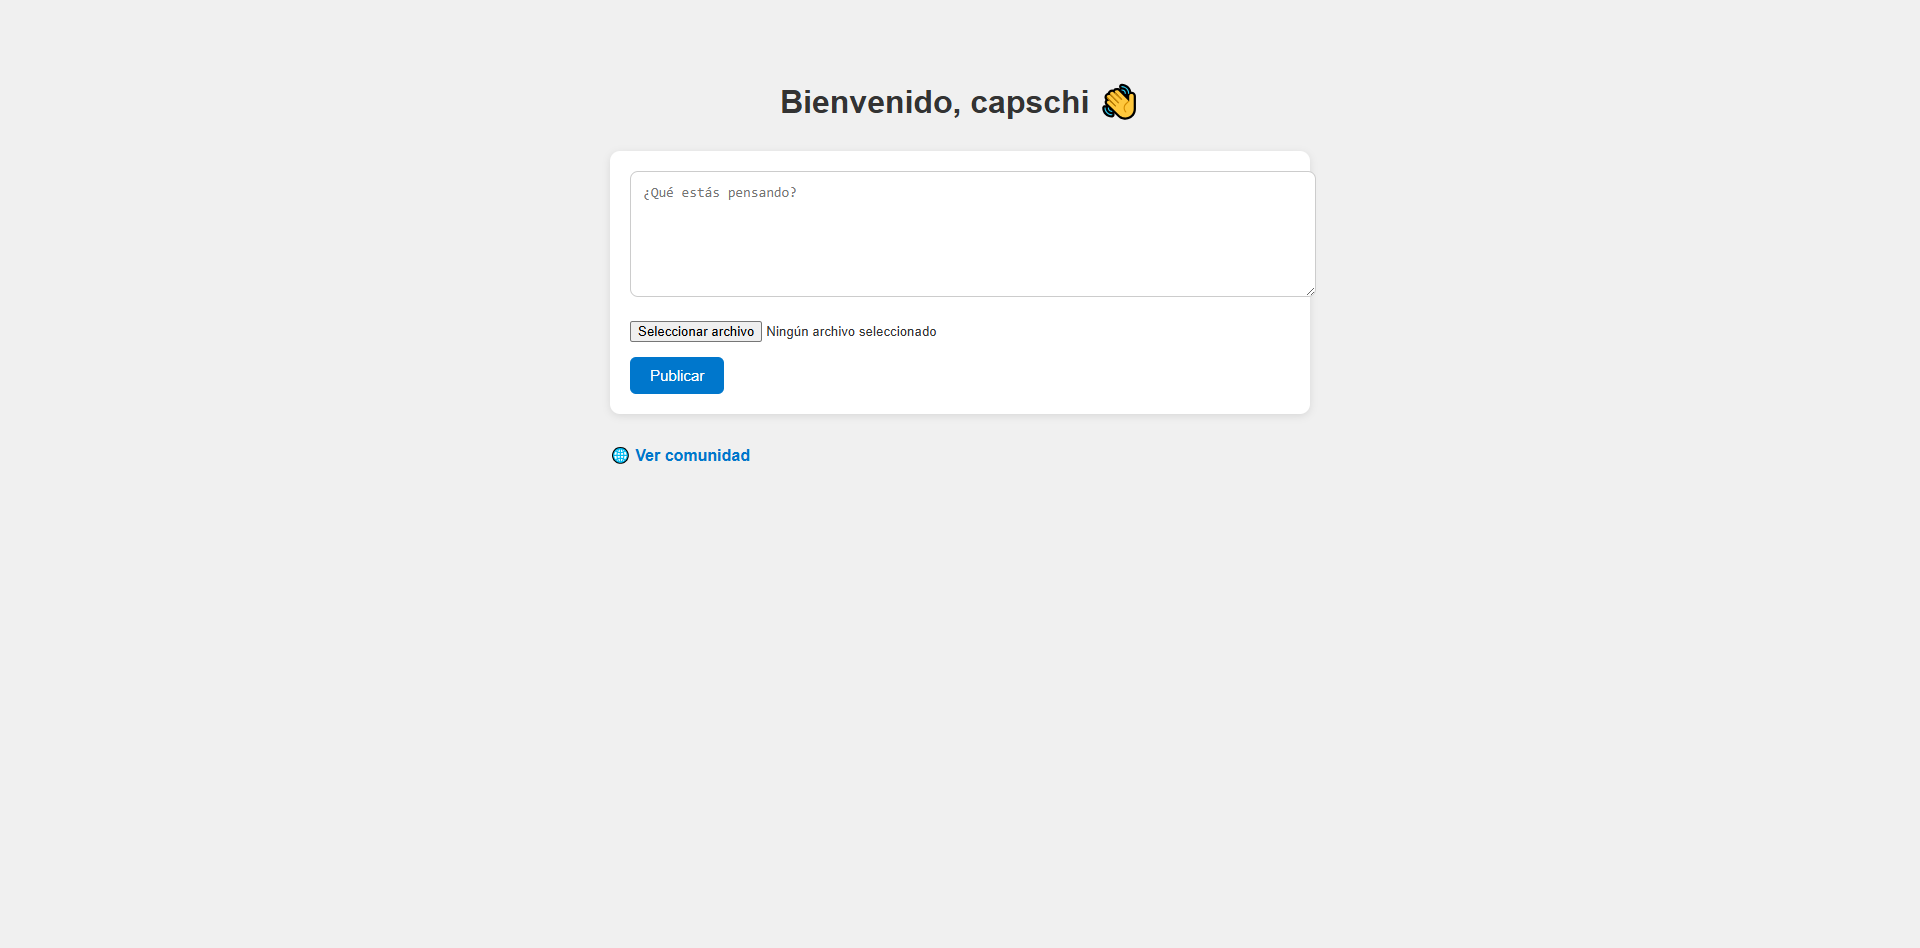 Bienvenido, capschi 👋
¿Qué estás pensando?
Seleccionar archivo Ningún archivo seleccionado
Publicar
🌐 Ver comunidad